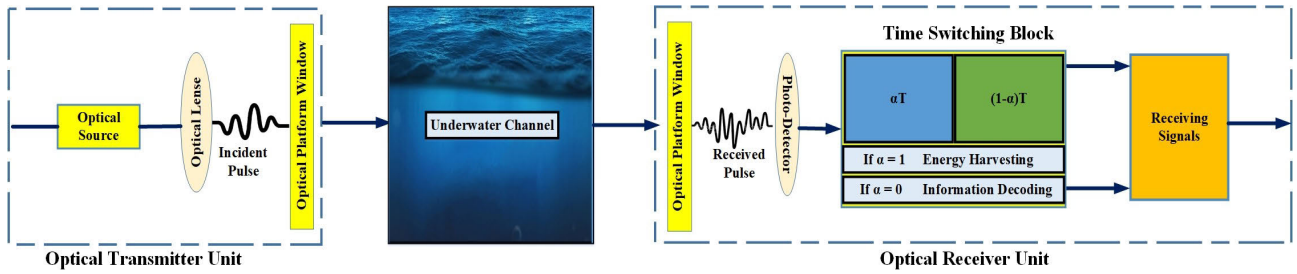 Optical
Source
Optical Lense
Incident
Pulse
Optical Platform Window
Optical Transmitter Unit
Underwater Channel
Optical Platform Window
Received
Pulse
Photo-Detector
Time Switching Block
αT
(1-α)T
If α = 1 Energy Harvesting
If α = 0 Information Decoding
Receiving
Signals
Optical Receiver Unit